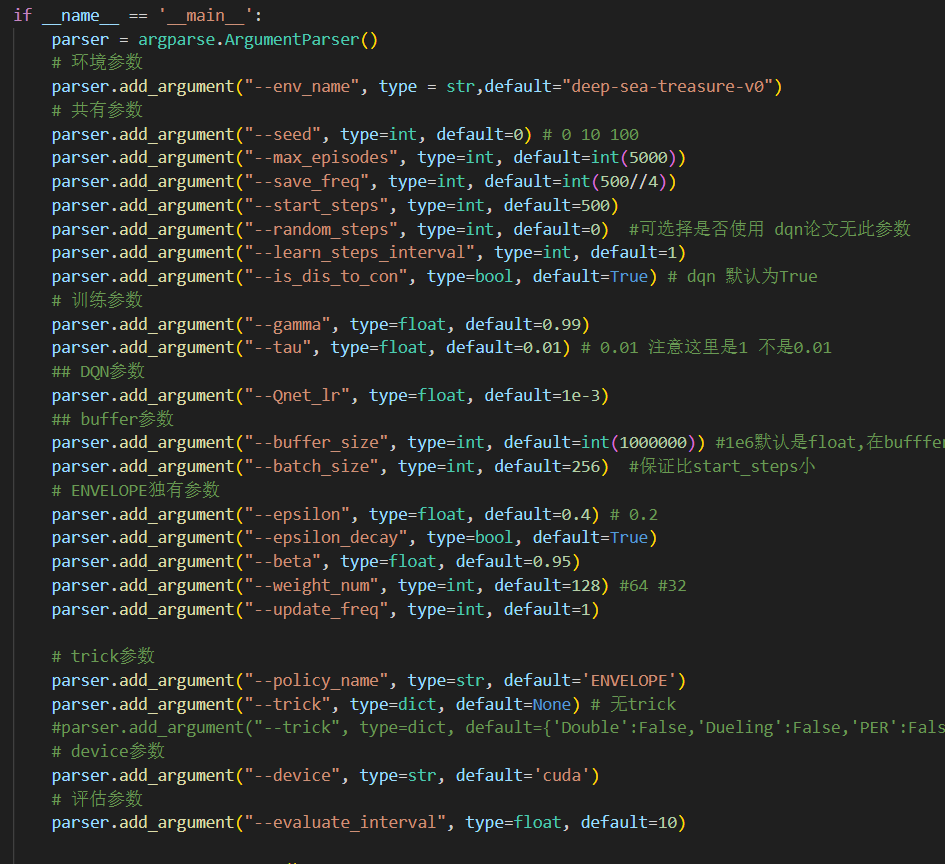 if __name__ == '__main__':
    parser = argparse.ArgumentParser()
    # 环境参数
    parser.add_argument("--env_name", type = str,default="deep-sea-treasure-v0")
    # 共有参数
    parser.add_argument("--seed", type=int, default=0) # 0 10 100
    parser.add_argument("--max_episodes", type=int, default=int(5000))
    parser.add_argument("--save_freq", type=int, default=int(500//4))
    parser.add_argument("--start_steps", type=int, default=500)
    parser.add_argument("--random_steps", type=int, default=0)  #可选择是否使用 dqn论文无此参数
    parser.add_argument("--learn_steps_interval", type=int, default=1)
    parser.add_argument("--is_dis_to_con", type=bool, default=True) # dqn 默认为True
    # 训练参数
    parser.add_argument("--gamma", type=float, default=0.99)
    parser.add_argument("--tau", type=float, default=0.01) # 0.01 注意这里是1 不是0.01
    ## DQN参数
    parser.add_argument("--Qnet_lr", type=float, default=1e-3)
    ## buffer参数
    parser.add_argument("--buffer_size", type=int, default=int(1000000)) #1e6默认是float,在bufffer
    parser.add_argument("--batch_size", type=int, default=256)  #保证比start_steps小
    # ENVELOPE独有参数
    parser.add_argument("--epsilon", type=float, default=0.4) # 0.2
    parser.add_argument("--epsilon_decay", type=bool, default=True)
    parser.add_argument("--beta", type=float, default=0.95)
    parser.add_argument("--weight_num", type=int, default=128) #64 #32
    parser.add_argument("--update_freq", type=int, default=1)
    # trick参数
    parser.add_argument("--policy_name", type=str, default='ENVELOPE')
    parser.add_argument("--trick", type=dict, default=None) # 无trick
    #parser.add_argument("--trick", type=dict, default={'Double':False,'Dueling':False,'PER':Fals
    # device参数
    parser.add_argument("--device", type=str, default='cuda')
    # 评估参数
    parser.add_argument("--evaluate_interval", type=float, default=10)